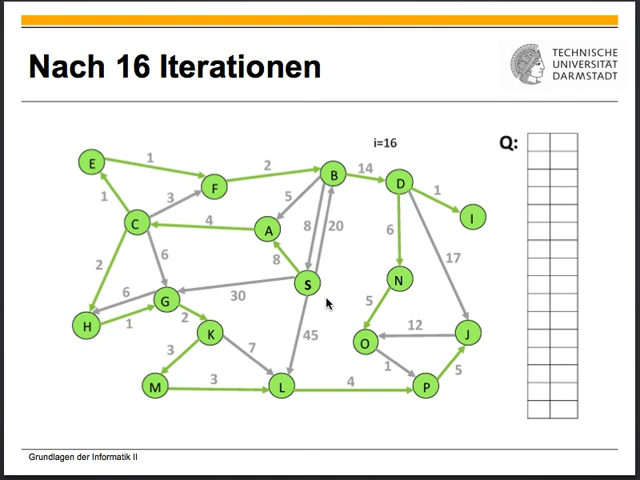 Nach 16 Iterationen
TECHNISCHE
UNIVERSITÄT
DARMSTADT
i=16
Q:
E
1
F
2
B
14
D
1
I
1
3
5
C
4
A
8
20
6
17
2
6
8
S
N
6
G
30
5
H
1
2
K
45
O
12
J
3
7
1
5
M
3
L
4
P
Grundlagen der Informatik II